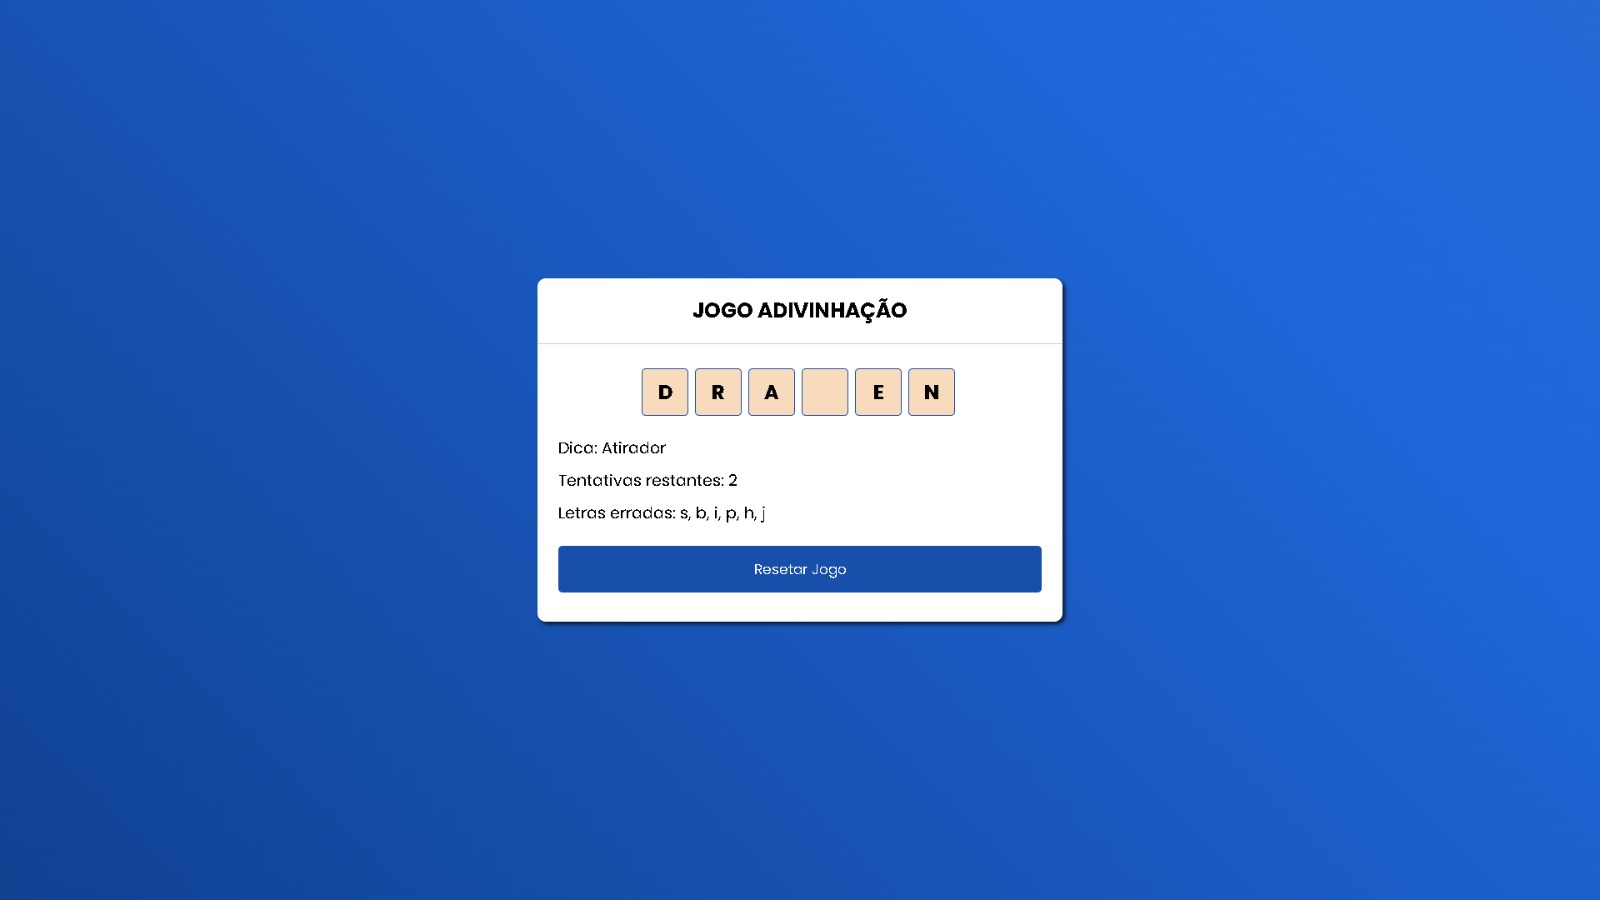 JOGO ADIVINHAÇÃO
D R A E N
Dica: Atirador
Tentativas restantes: 2
Letras erradas: s, b, i, p, h, j
Resetar Jogo